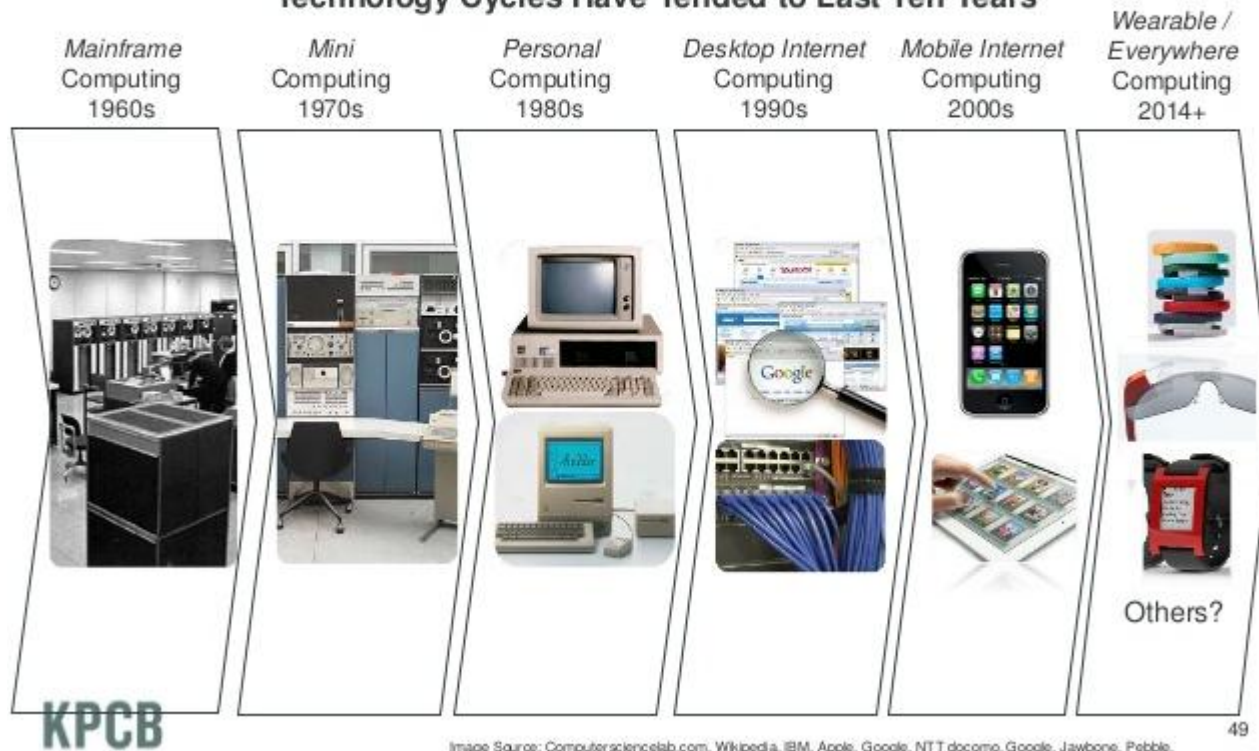 Technology Cycles Have Tended to Last Ten Years
Mainframe
Computing
1960s
Mini
Computing
1970s
Personal
Computing
1980s
Desktop Internet
Computing
1990s
Mobile Internet
Computing
2000s
Wearable /
Everywhere
Computing
2014+
Google
Others?
KPCB
Image Source: Computersciencelab.com, Wikipedia, IBM, Apple, Google, NTT docomo, Google, Jawbone, Pebble.
49